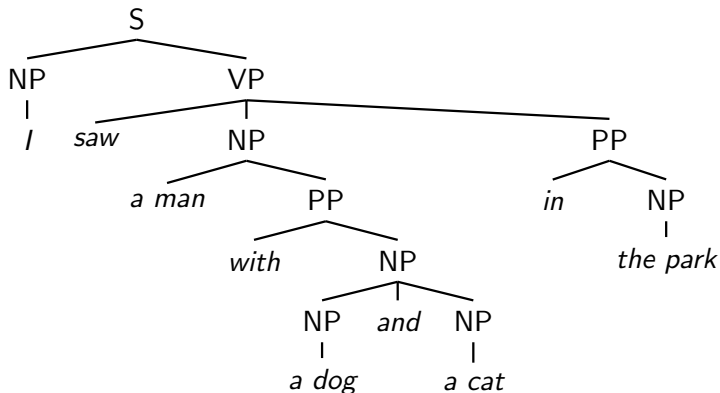 S
NP VP
I saw NP PP
a man PP in NP
with NP the park
NP and NP
a dog a cat